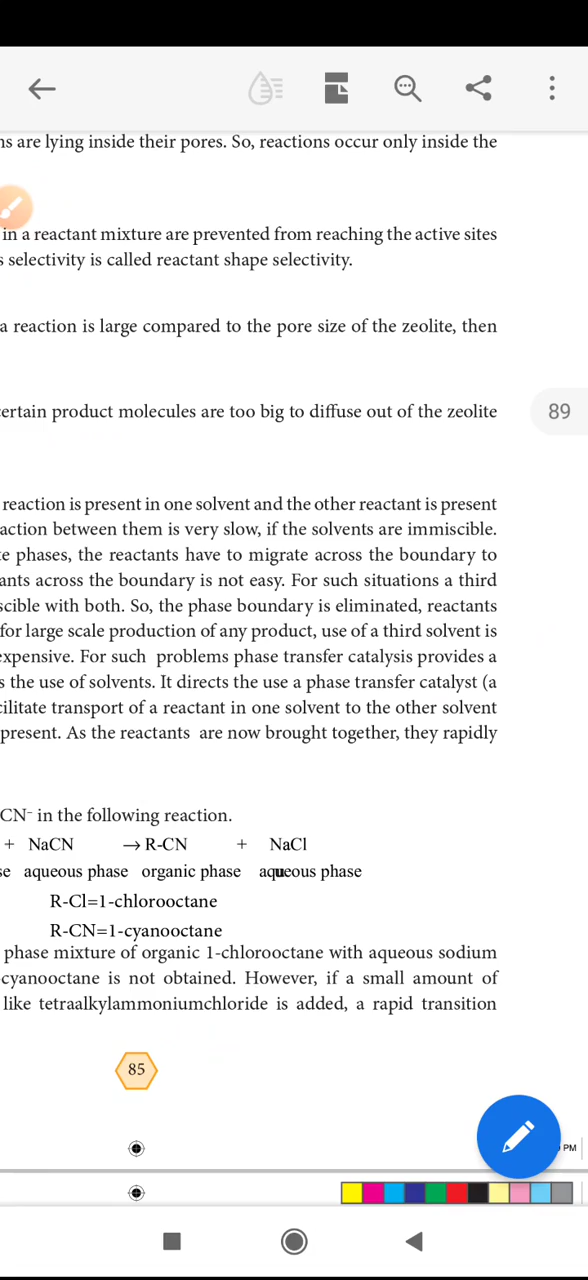 ns are lying inside their pores. So, reactions occur only inside the
89
in a reactant mixture are prevented from reaching the active sites
s selectivity is called reactant shape selectivity.
a reaction is large compared to the pore size of the zeolite, then
ertain product molecules are too big to diffuse out of the zeolite
reaction is present in one solvent and the other reactant is present
action between them is very slow, if the solvents are immiscible.
te phases, the reactants have to migrate across the boundary to
ants across the boundary is not easy. For such situations a third
scible with both. So, the phase boundary is eliminated, reactants
for large scale production of any product, use of a third solvent is
expensive. For such problems phase transfer catalysis provides a
s the use of solvents. It directs the use a phase transfer catalyst (a
cilitate transport of a reactant in one solvent to the other solvent
present. As the reactants are now brought together, they rapidly
CN⁻ in the following reaction.
+ NaCN → R-CN + NaCl
se aqueous phase organic phase aqueous phase
R-Cl=1-chlorooctane
R-CN=1-cyanooctane
phase mixture of organic 1-chlorooctane with aqueous sodium
cyanooctane is not obtained. However, if a small amount of
like tetraalkylammoniumchloride is added, a rapid transition
85
PM